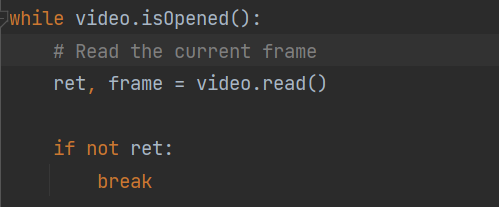 while video.isOpened():
    # Read the current frame
    ret, frame = video.read()

    if not ret:
        break